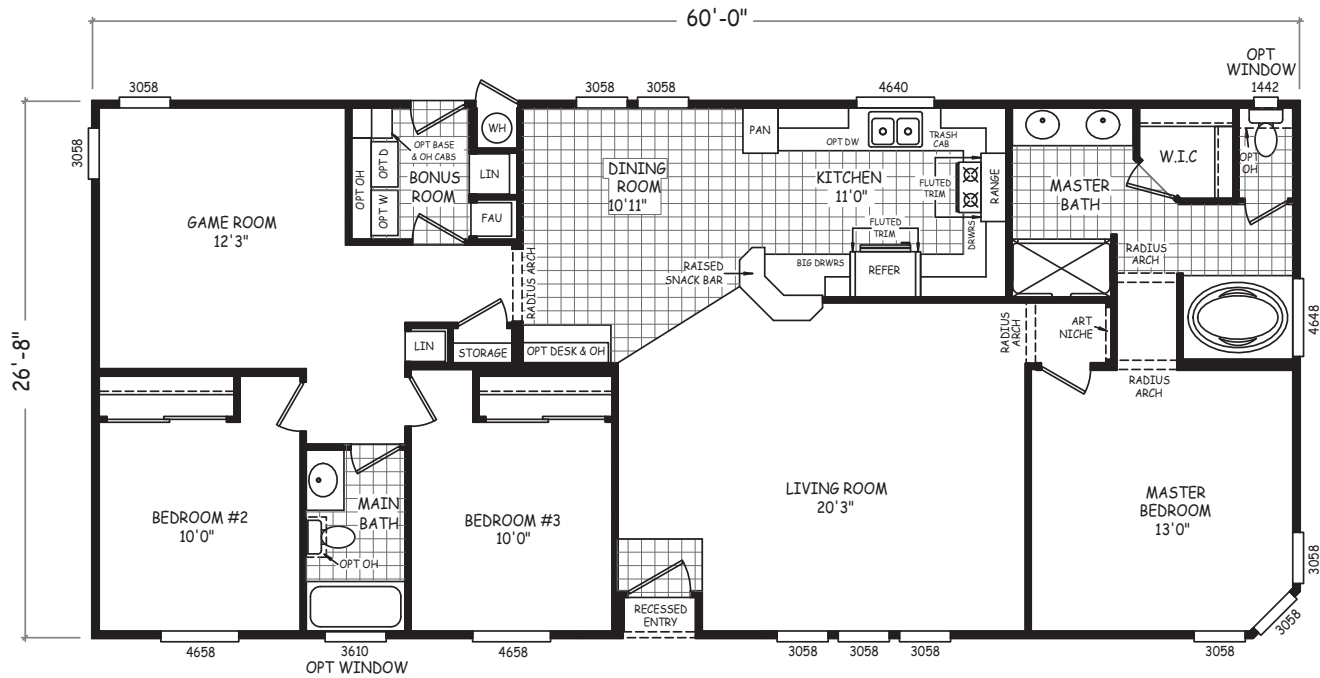 60'-0"
OPT
WINDOW
1442
3058
3058
3058
4640
3058
26'-8"
WH
OPT BASE
& OH CABS
OPT D
OPT W
OPT OH
BONUS
ROOM
LIN
FAU
GAME ROOM
12'3"
PAN
DINING
ROOM
10'11"
OPT DW
TRASH
CAB
KITCHEN
11'0"
FLUTED
TRIM
RANGE
FLUTED
TRIM
DRWRS
BIG DRWRS
REFER
RAISED
SNACK BAR
RADIUS ARCH
MASTER
BATH
W.I.C
OPT
OH
RADIUS
ARCH
4648
LIN
STORAGE
OPT DESK & OH
RADIUS
ARCH
ART
NICHE
RADIUS
ARCH
BEDROOM #2
10'0"
MAIN
BATH
OPT OH
BEDROOM #3
10'0"
LIVING ROOM
20'3"
MASTER
BEDROOM
13'0"
RECESSED
ENTRY
3058
3058
4658
3610
OPT WINDOW
4658
3058
3058
3058
3058